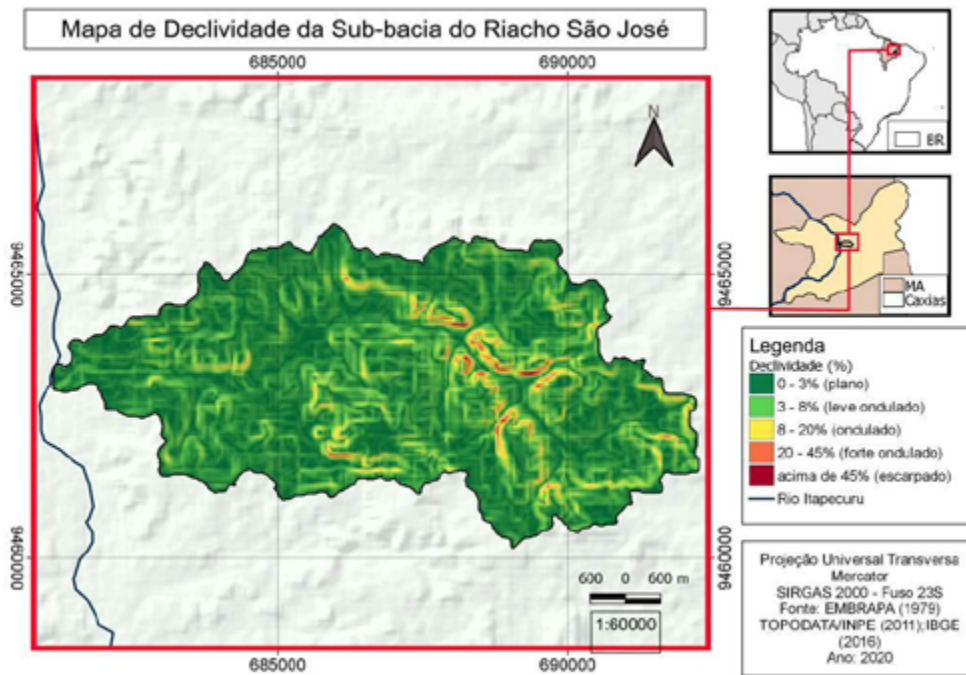 Mapa de Declividade da Sub-bacia do Riacho São José
685000
690000
N
BR
9465000
9465000
MA
Caxias
Legenda
Declividade (%)
0 - 3% (plano)
3 - 8% (leve ondulado)
8 - 20% (ondulado)
20 - 45% (forte ondulado)
acima de 45% (escarpado)
Rio Itapecuru
9460000
9460000
600 0 600 m
1:60000
685000
690000
Projeção Universal Transversa
Mercator
SIRGAS 2000 - Fuso 23S
Fonte: EMBRAPA (1979)
TOPODATA/INPE (2011); IBGE
(2016)
Ano: 2020